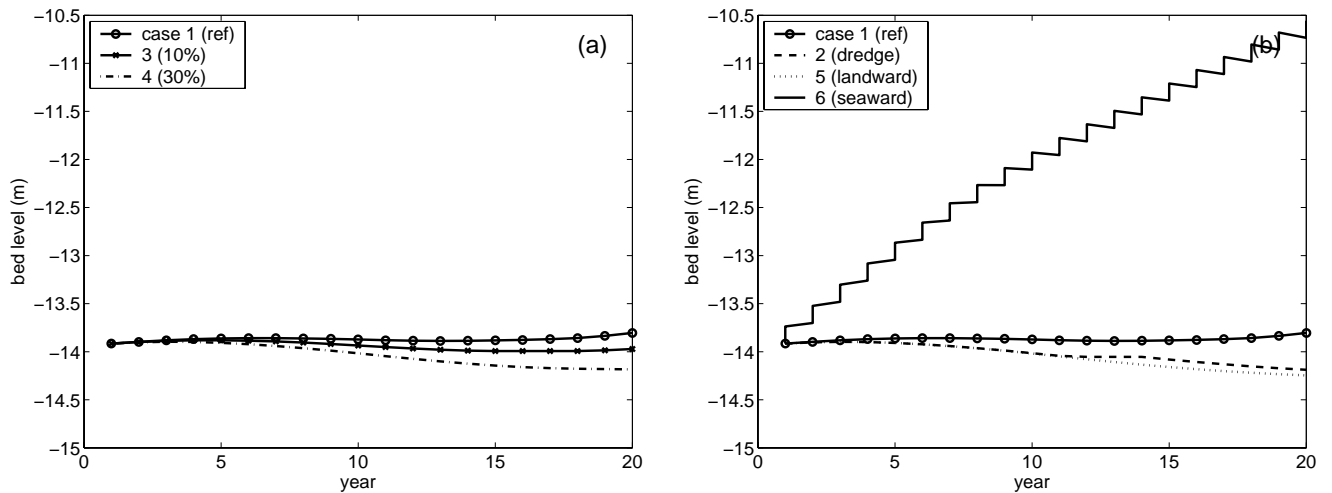 −10.5
−11
−11.5
−12
−12.5
−13
−13.5
−14
−14.5
−15
bed level (m)
case 1 (ref)
3 (10%)
4 (30%)
(a)
0
5
10
15
20
year
−10.5
−11
−11.5
−12
−12.5
−13
−13.5
−14
−14.5
−15
bed level (m)
case 1 (ref)
2 (dredge)
5 (landward)
6 (seaward)
(b)
0
5
10
15
20
year